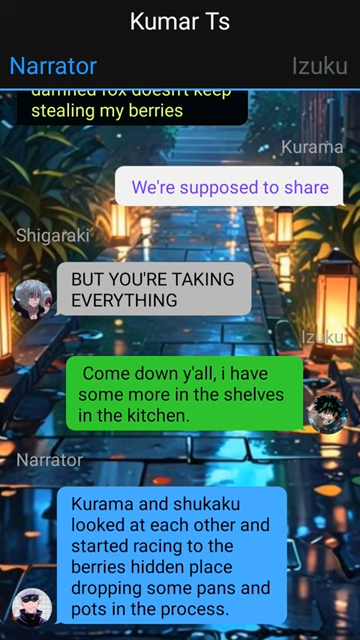 Kumar Ts
Narrator
Izuku
damned fox doesn't keep
stealing my berries
Kurama
We're supposed to share
Shigaraki
BUT YOU'RE TAKING
EVERYTHING
Izuku
Come down y'all, i have
some more in the shelves
in the kitchen.
Narrator
Kurama and shukaku
looked at each other and
started racing to the
berries hidden place
dropping some pans and
pots in the process.